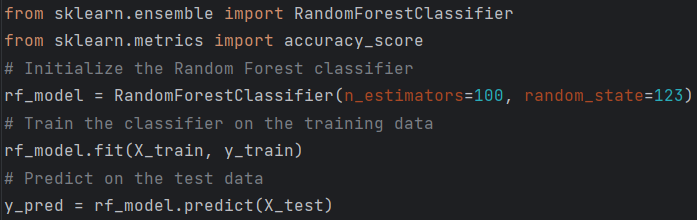 from sklearn.ensemble import RandomForestClassifier
from sklearn.metrics import accuracy_score
# Initialize the Random Forest classifier
rf_model = RandomForestClassifier(n_estimators=100, random_state=123)
# Train the classifier on the training data
rf_model.fit(X_train, y_train)
# Predict on the test data
y_pred = rf_model.predict(X_test)